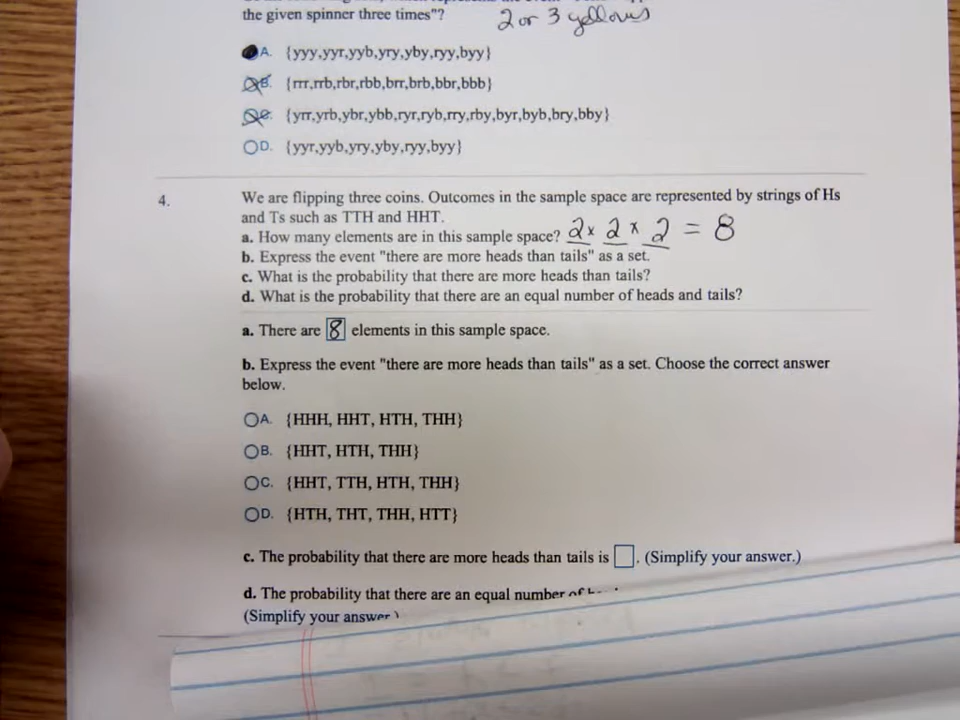 the given spinner three times"? 2 or 3 yellows
A. {yyy,yyr,yyb,yry,yby,ryy,byy}
B. {rrr,rrb,rbr,rbb,brr,brb,bbr,bbb}
C. {yrr,yrb,ybr,ybb,ryr,ryb,rry,rby,byr,byb,bry,bby}
D. {yyr,yyb,yry,yby,ryy,byy}
4. We are flipping three coins. Outcomes in the sample space are represented by strings of Hs
and Ts such as TTH and HHT.
a. How many elements are in this sample space? 2 x 2 x 2 = 8
b. Express the event "there are more heads than tails" as a set.
c. What is the probability that there are more heads than tails?
d. What is the probability that there are an equal number of heads and tails?
a. There are 8 elements in this sample space.
b. Express the event "there are more heads than tails" as a set. Choose the correct answer
below.
A. {HHH, HHT, HTH, THH}
B. {HHT, HTH, THH}
C. {HHT, TTH, HTH, THH}
D. {HTH, THT, THH, HTT}
c. The probability that there are more heads than tails is . (Simplify your answer.)
d. The probability that there are an equal number of
(Simplify your answer